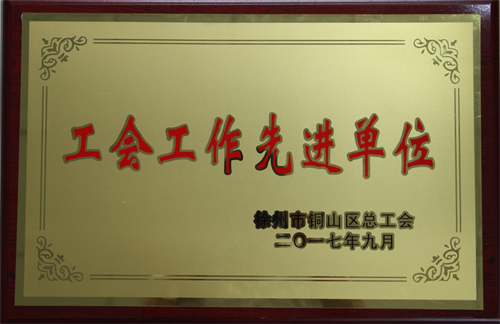 工会工作先进单位
徐州市铜山区总工会
二〇一七年九月